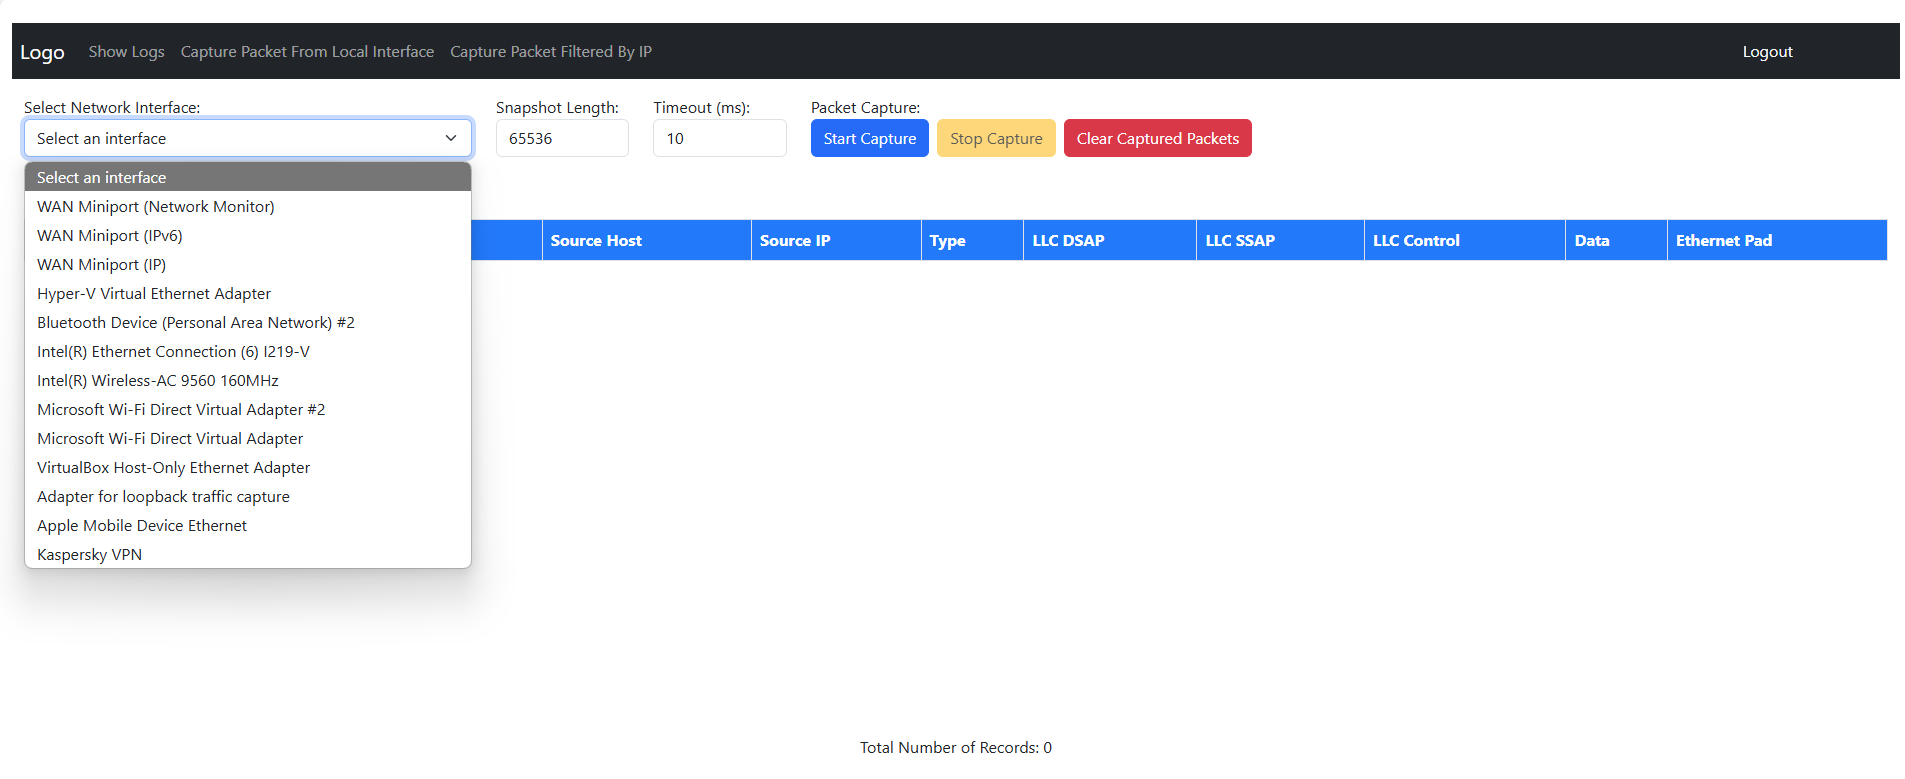 Logo Show Logs Capture Packet From Local Interface Capture Packet Filtered By IP Logout
Select Network Interface: Snapshot Length: Timeout (ms): Packet Capture:
Select an interface 65536 10 Start Capture Stop Capture Clear Captured Packets
Select an interface
WAN Miniport (Network Monitor)
WAN Miniport (IPv6)
WAN Miniport (IP)
Hyper-V Virtual Ethernet Adapter
Bluetooth Device (Personal Area Network) #2
Intel(R) Ethernet Connection (6) I219-V
Intel(R) Wireless-AC 9560 160MHz
Microsoft Wi-Fi Direct Virtual Adapter #2
Microsoft Wi-Fi Direct Virtual Adapter
VirtualBox Host-Only Ethernet Adapter
Adapter for loopback traffic capture
Apple Mobile Device Ethernet
Kaspersky VPN
Source Host Source IP Type LLC DSAP LLC SSAP LLC Control Data Ethernet Pad
Total Number of Records: 0